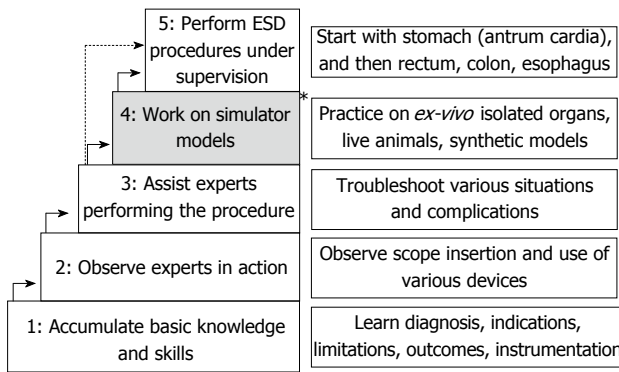 5: Perform ESD
procedures under
supervision
Start with stomach (antrum cardia),
and then rectum, colon, esophagus
*
4: Work on simulator
models
Practice on ex-vivo isolated organs,
live animals, synthetic models
3: Assist experts
performing the procedure
Troubleshoot various situations
and complications
2: Observe experts in action
Observe scope insertion and use of
various devices
1: Accumulate basic knowledge
and skills
Learn diagnosis, indications,
limitations, outcomes, instrumentation